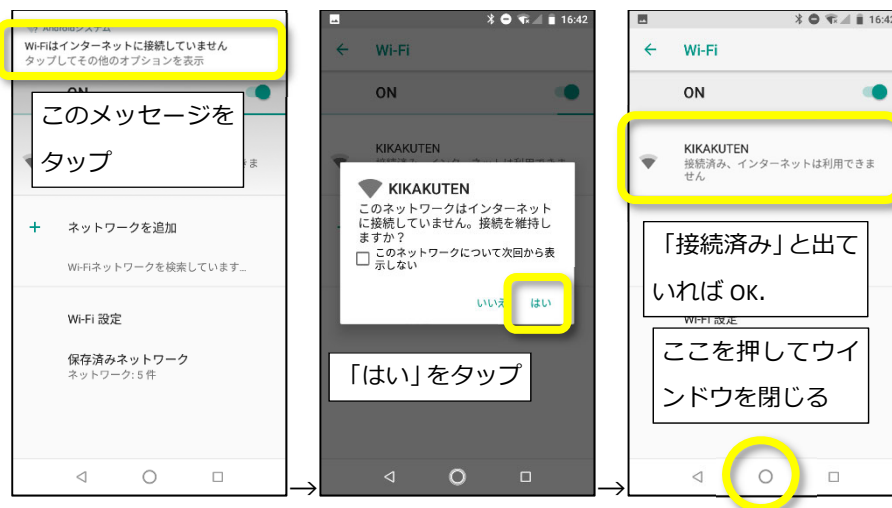 Androidシステム
Wi-Fiはインターネットに接続していません
タップしてその他のオプションを表示
ON
このメッセージを
タップ
+ ネットワークを追加
Wi-Fiネットワークを検索しています...
Wi-Fi 設定
保存済みネットワーク
ネットワーク: 5 件
→
16:42
Wi-Fi
ON
KIKAKUTEN
KIKAKUTEN
このネットワークはインターネット
に接続していません。接続を維持し
ますか？
このネットワークについて次回から表
示しない
いいえ はい
「はい」をタップ
→
16:42
Wi-Fi
ON
KIKAKUTEN
接続済み、インターネットは利用できま
せん
「接続済み」と出て
いれば OK.
Wi-Fi 設定
ここを押してウイ
ンドウを閉じる